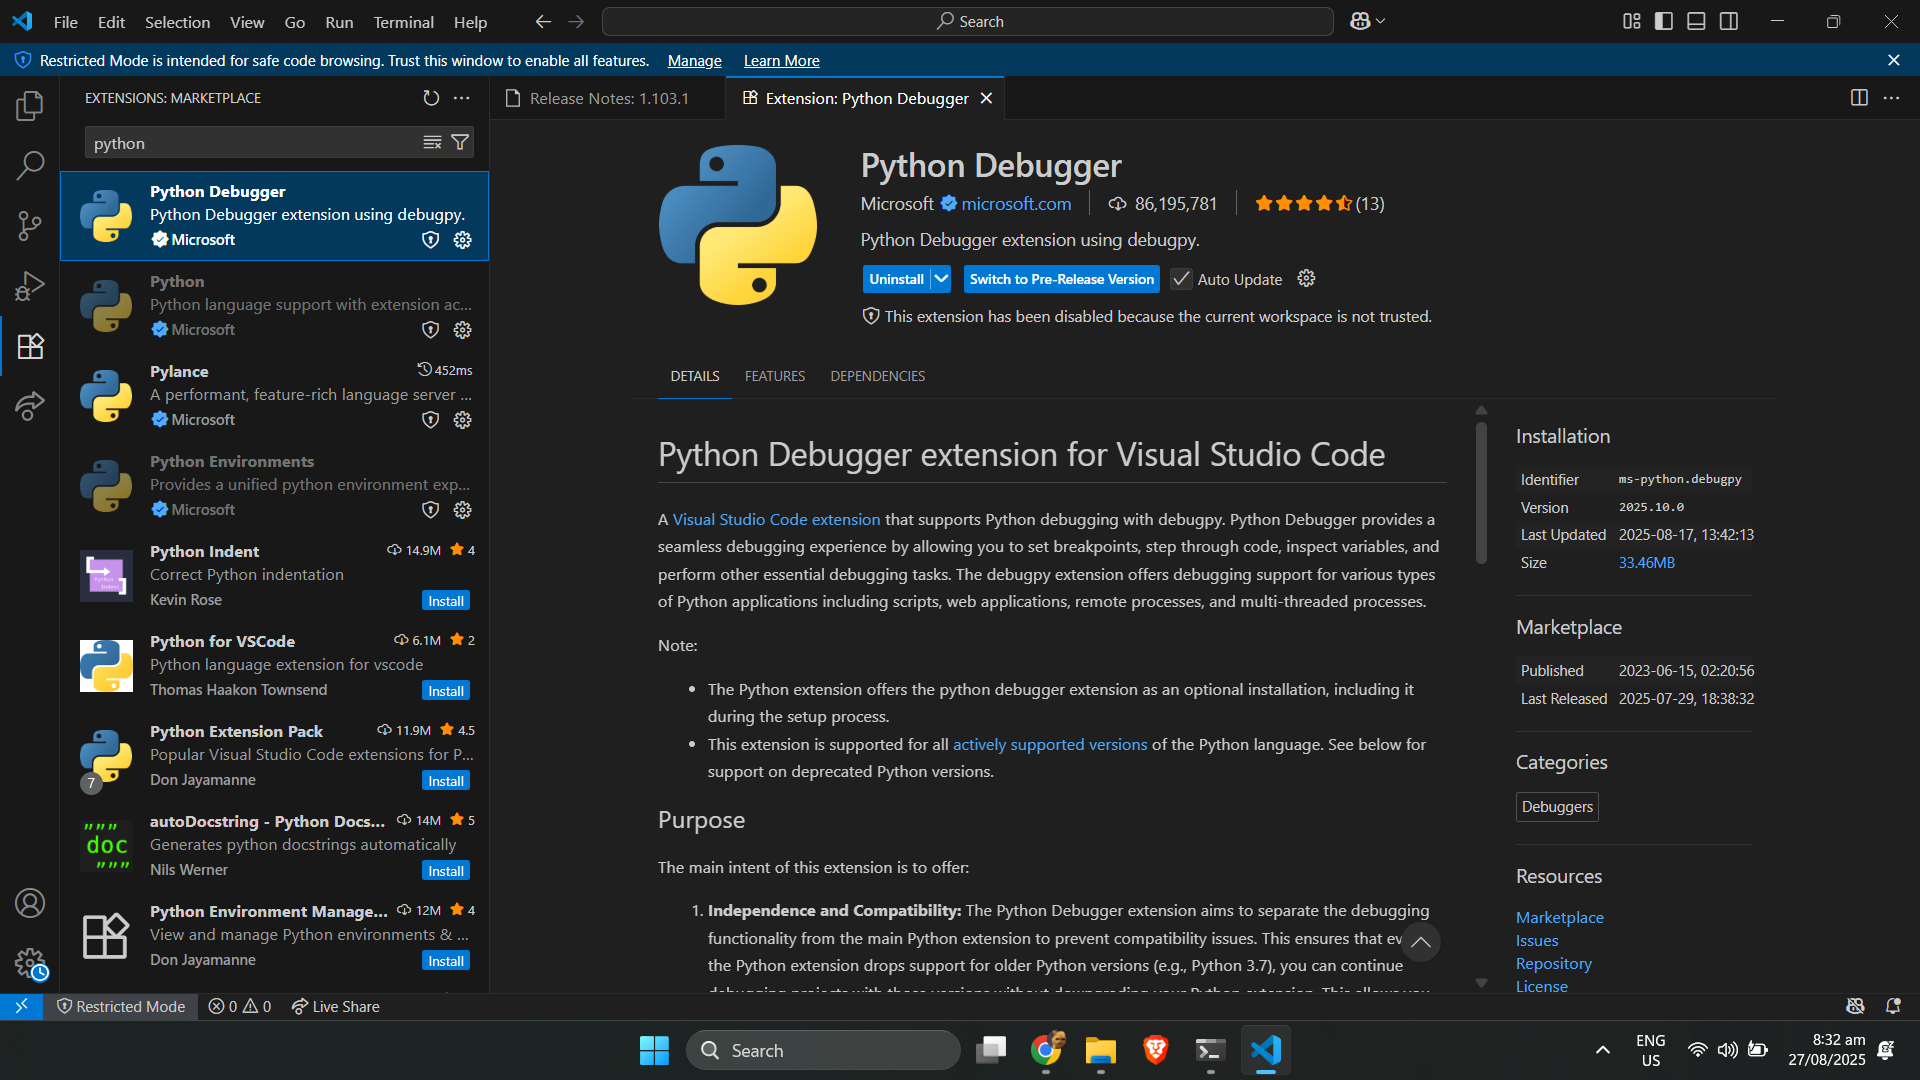 File Edit Selection View Go Run Terminal Help
Search
Restricted Mode is intended for safe code browsing. Trust this window to enable all features. Manage Learn More
EXTENSIONS: MARKETPLACE
python
Python Debugger
Python Debugger extension using debugpy.
Microsoft
Python
Python language support with extension ac...
Microsoft
Pylance 452ms
A performant, feature-rich language server ...
Microsoft
Python Environments
Provides a unified python environment exp...
Microsoft
Python Indent 14.9M 4
Correct Python indentation
Kevin Rose Install
Python for VSCode 6.1M 2
Python language extension for vscode
Thomas Haakon Townsend Install
Python Extension Pack 11.9M 4.5
Popular Visual Studio Code extensions for P...
7
Don Jayamanne Install
autoDocstring - Python Docs... 14M 5
Generates python docstrings automatically
""" doc """
Nils Werner Install
Python Environment Manage... 12M 4
View and manage Python environments & ...
Don Jayamanne Install
Release Notes: 1.103.1
Extension: Python Debugger
Python Debugger
Microsoft microsoft.com 86,195,781 (13)
Python Debugger extension using debugpy.
Uninstall Switch to Pre-Release Version Auto Update
This extension has been disabled because the current workspace is not trusted.
DETAILS FEATURES DEPENDENCIES
Python Debugger extension for Visual Studio Code
A Visual Studio Code extension that supports Python debugging with debugpy. Python Debugger provides a
seamless debugging experience by allowing you to set breakpoints, step through code, inspect variables, and
perform other essential debugging tasks. The debugpy extension offers debugging support for various types
of Python applications including scripts, web applications, remote processes, and multi-threaded processes.
Note:
• The Python extension offers the python debugger extension as an optional installation, including it
during the setup process.
• This extension is supported for all actively supported versions of the Python language. See below for
support on deprecated Python versions.
Purpose
The main intent of this extension is to offer:
1. Independence and Compatibility: The Python Debugger extension aims to separate the debugging
functionality from the main Python extension to prevent compatibility issues. This ensures that ev
the Python extension drops support for older Python versions (e.g., Python 3.7), you can continue
debugging projects with those versions without downgrading your Python extension. This allows you
Installation
Identifier ms-python.debugpy
Version 2025.10.0
Last Updated 2025-08-17, 13:42:13
Size 33.46MB
Marketplace
Published 2023-06-15, 02:20:56
Last Released 2025-07-29, 18:38:32
Categories
Debuggers
Resources
Marketplace
Issues
Repository
License
Restricted Mode 0 0 Live Share
Search
ENG
US
8:32 am
27/08/2025